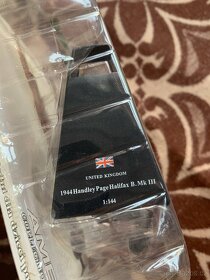 UNITED KINGDOM
1944 Handley Page Halifax B. Mk III
1:144